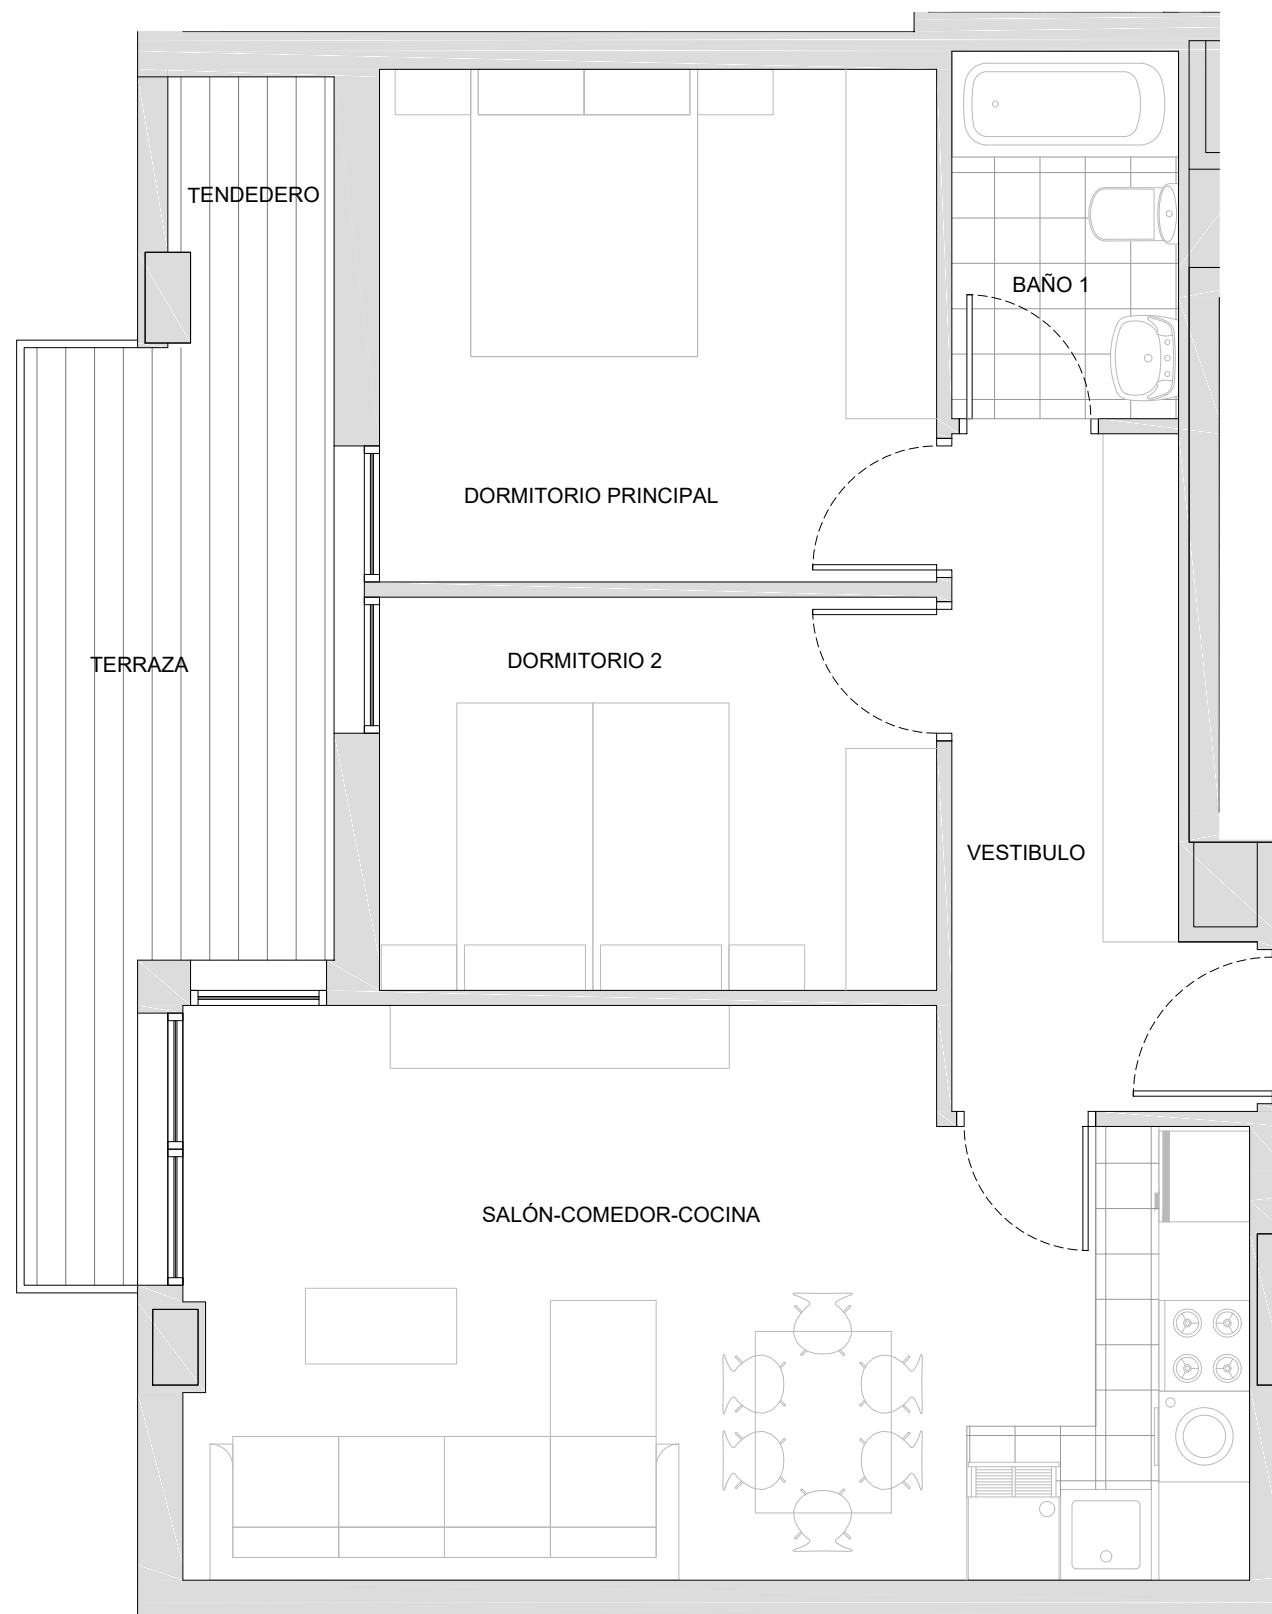 TENDEDERO
BAÑO 1
DORMITORIO PRINCIPAL
TERRAZA
DORMITORIO 2
VESTIBULO
SALÓN-COMEDOR-COCINA